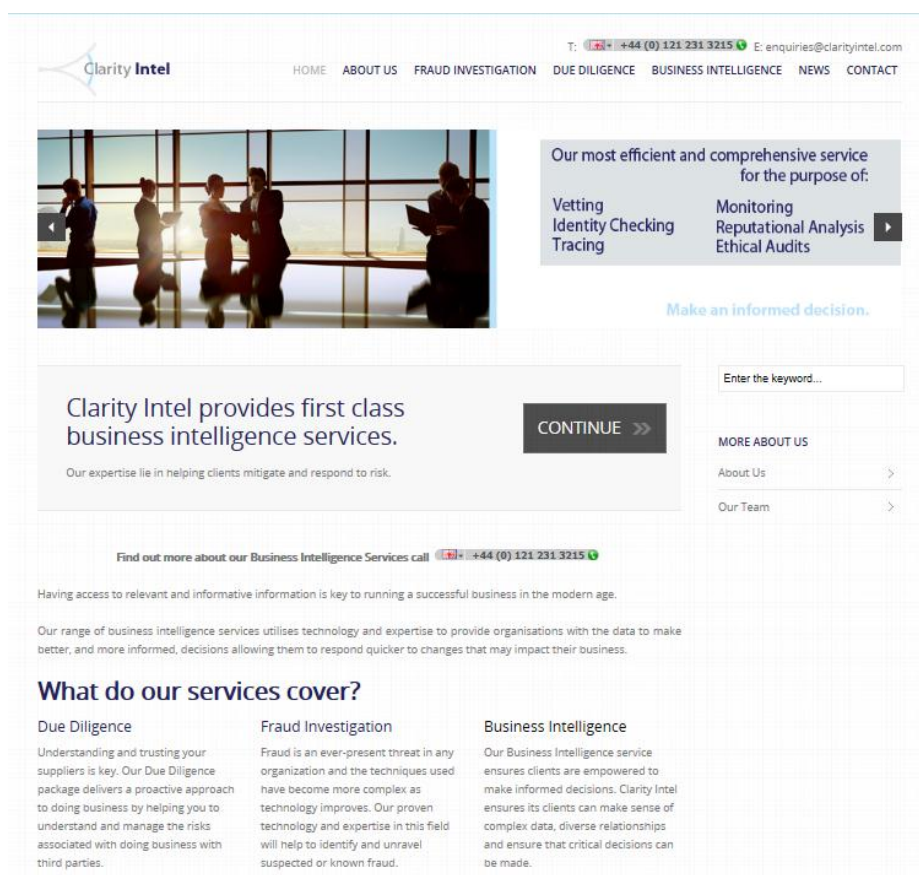 T: +44 (0) 121 231 3215 E: enquiries@clarityintel.com
Clarity Intel
HOME ABOUT US FRAUD INVESTIGATION DUE DILIGENCE BUSINESS INTELLIGENCE NEWS CONTACT
Our most efficient and comprehensive service
for the purpose of:
Vetting
Identity Checking
Tracing
Monitoring
Reputational Analysis
Ethical Audits
Make an informed decision.
Clarity Intel provides first class
business intelligence services.
Our expertise lie in helping clients mitigate and respond to risk.
CONTINUE »
Enter the keyword...
MORE ABOUT US
About Us
Our Team
Find out more about our Business Intelligence Services call +44 (0) 121 231 3215
Having access to relevant and informative information is key to running a successful business in the modern age.
Our range of business intelligence services utilises technology and expertise to provide organisations with the data to make
better, and more informed, decisions allowing them to respond quicker to changes that may impact their business.
What do our services cover?
Due Diligence
Understanding and trusting your
suppliers is key. Our Due Diligence
package delivers a proactive approach
to doing business by helping you to
understand and manage the risks
associated with doing business with
third parties.
Fraud Investigation
Fraud is an ever-present threat in any
organization and the techniques used
have become more complex as
technology improves. Our proven
technology and expertise in this field
will help to identify and unravel
suspected or known fraud.
Business Intelligence
Our Business Intelligence service
ensures clients are empowered to
make informed decisions. Clarity Intel
ensures its clients can make sense of
complex data, diverse relationships
and ensure that critical decisions can
be made.